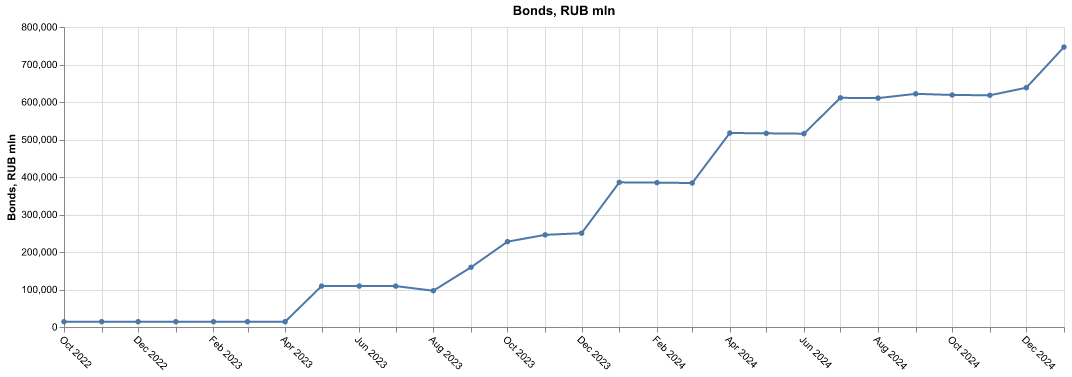 Bonds, RUB mln
800,000
700,000
600,000
500,000
400,000
300,000
200,000
100,000
0
Bonds, RUB mln
Oct 2022
Dec 2022
Feb 2023
Apr 2023
Jun 2023
Aug 2023
Oct 2023
Dec 2023
Feb 2024
Apr 2024
Jun 2024
Aug 2024
Oct 2024
Dec 2024